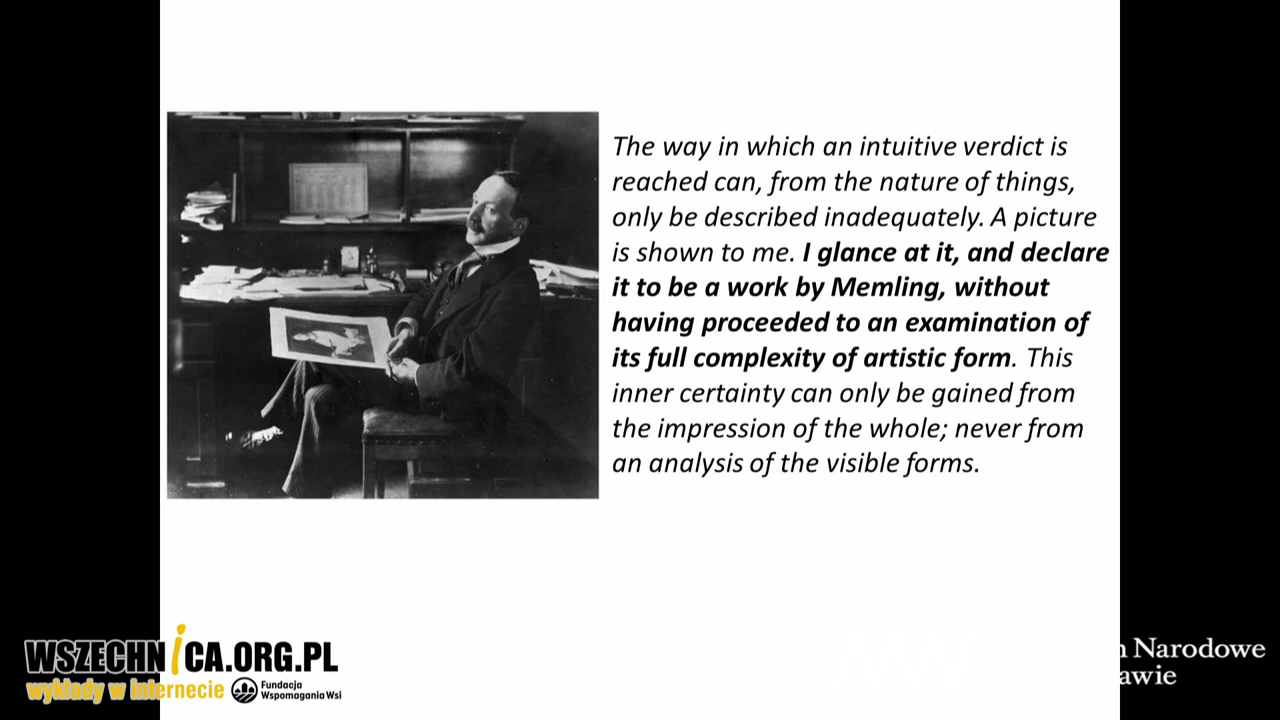 The way in which an intuitive verdict is
reached can, from the nature of things,
only be described inadequately. A picture
is shown to me. I glance at it, and declare
it to be a work by Memling, without
having proceeded to an examination of
its full complexity of artistic form. This
inner certainty can only be gained from
the impression of the whole; never from
an analysis of the visible forms.
WSZECHNiCA.ORG.PL
wykłady w internecie
Fundacja
Wspomagania Wsi
Narodowe